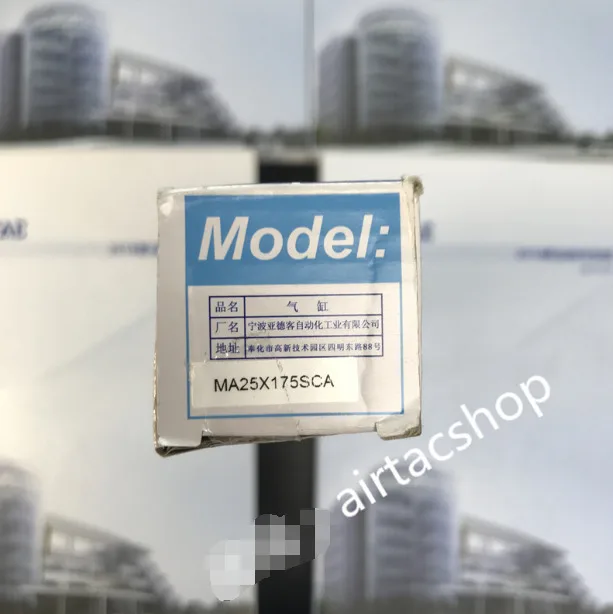 Model:
品名 气缸
厂名 宁波亚德客自动化工业有限公司
地址 奉化市高新技术园区四明东路88号
MA25X175SCA
airtacshop